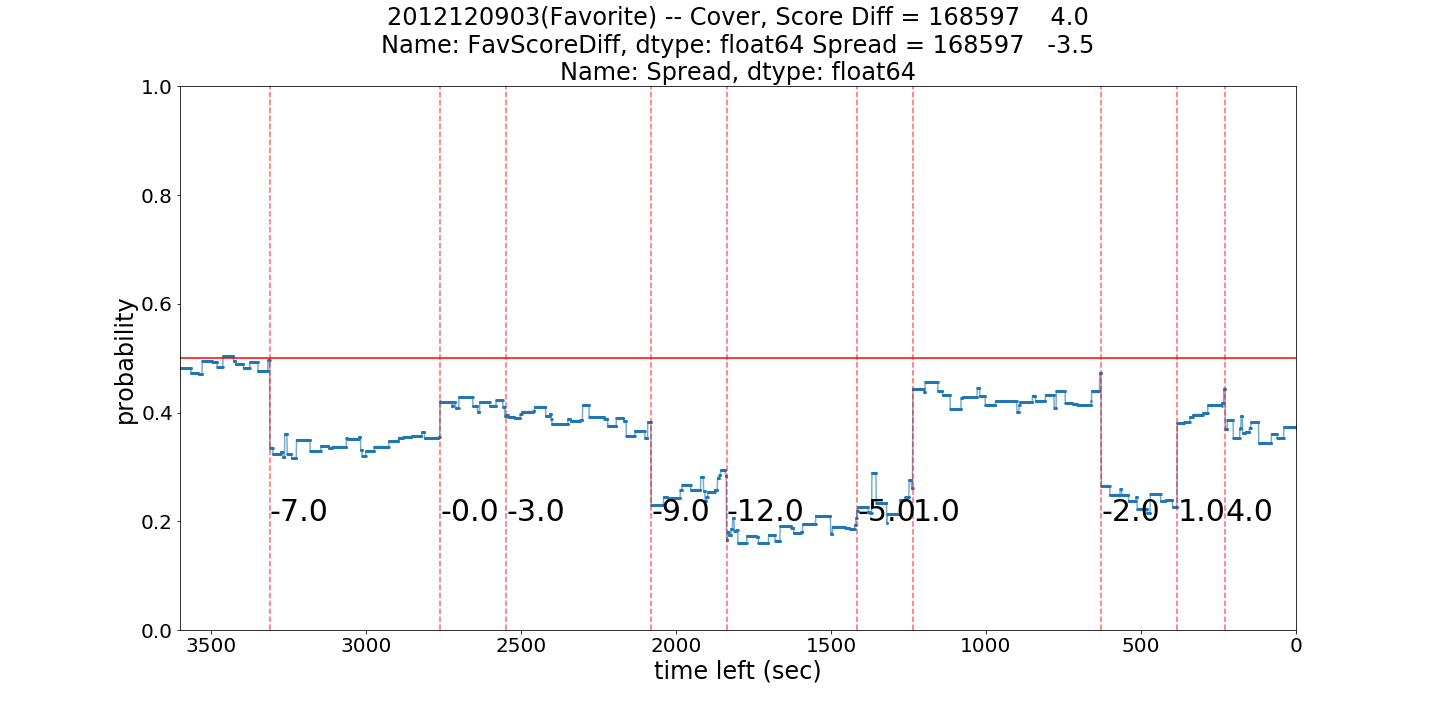 2012120903(Favorite) -- Cover, Score Diff = 168597    4.0
Name: FavScoreDiff, dtype: float64 Spread = 168597   -3.5
Name: Spread, dtype: float64
1.0
0.8
0.6
0.4
0.2
0.0
probability
-7.0 -0.0 -3.0 -9.0 -12.0 -5.0 1.0 -2.0 1.0 4.0
3500 3000 2500 2000 1500 1000 500 0
time left (sec)